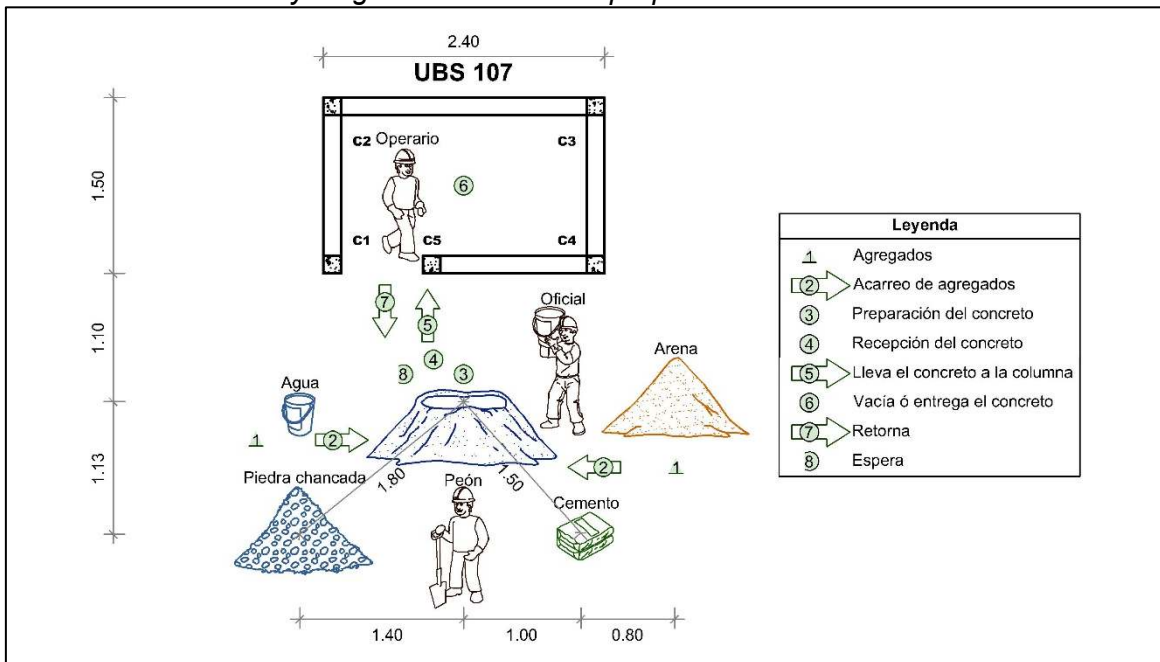 2.40
UBS 107
C2 Operario
C3
6
1.50
C1
C5
C4
7
5
Oficial
1.10
4
8
3
Arena
Agua
1
2
2
1
1.13
Piedra chancada
1.80
Peón
1.50
Cemento
1.40
1.00
0.80
Leyenda
1 Agregados
2 Acarreo de agregados
3 Preparación del concreto
4 Recepción del concreto
5 Lleva el concreto a la columna
6 Vacía ó entrega el concreto
7 Retorna
8 Espera